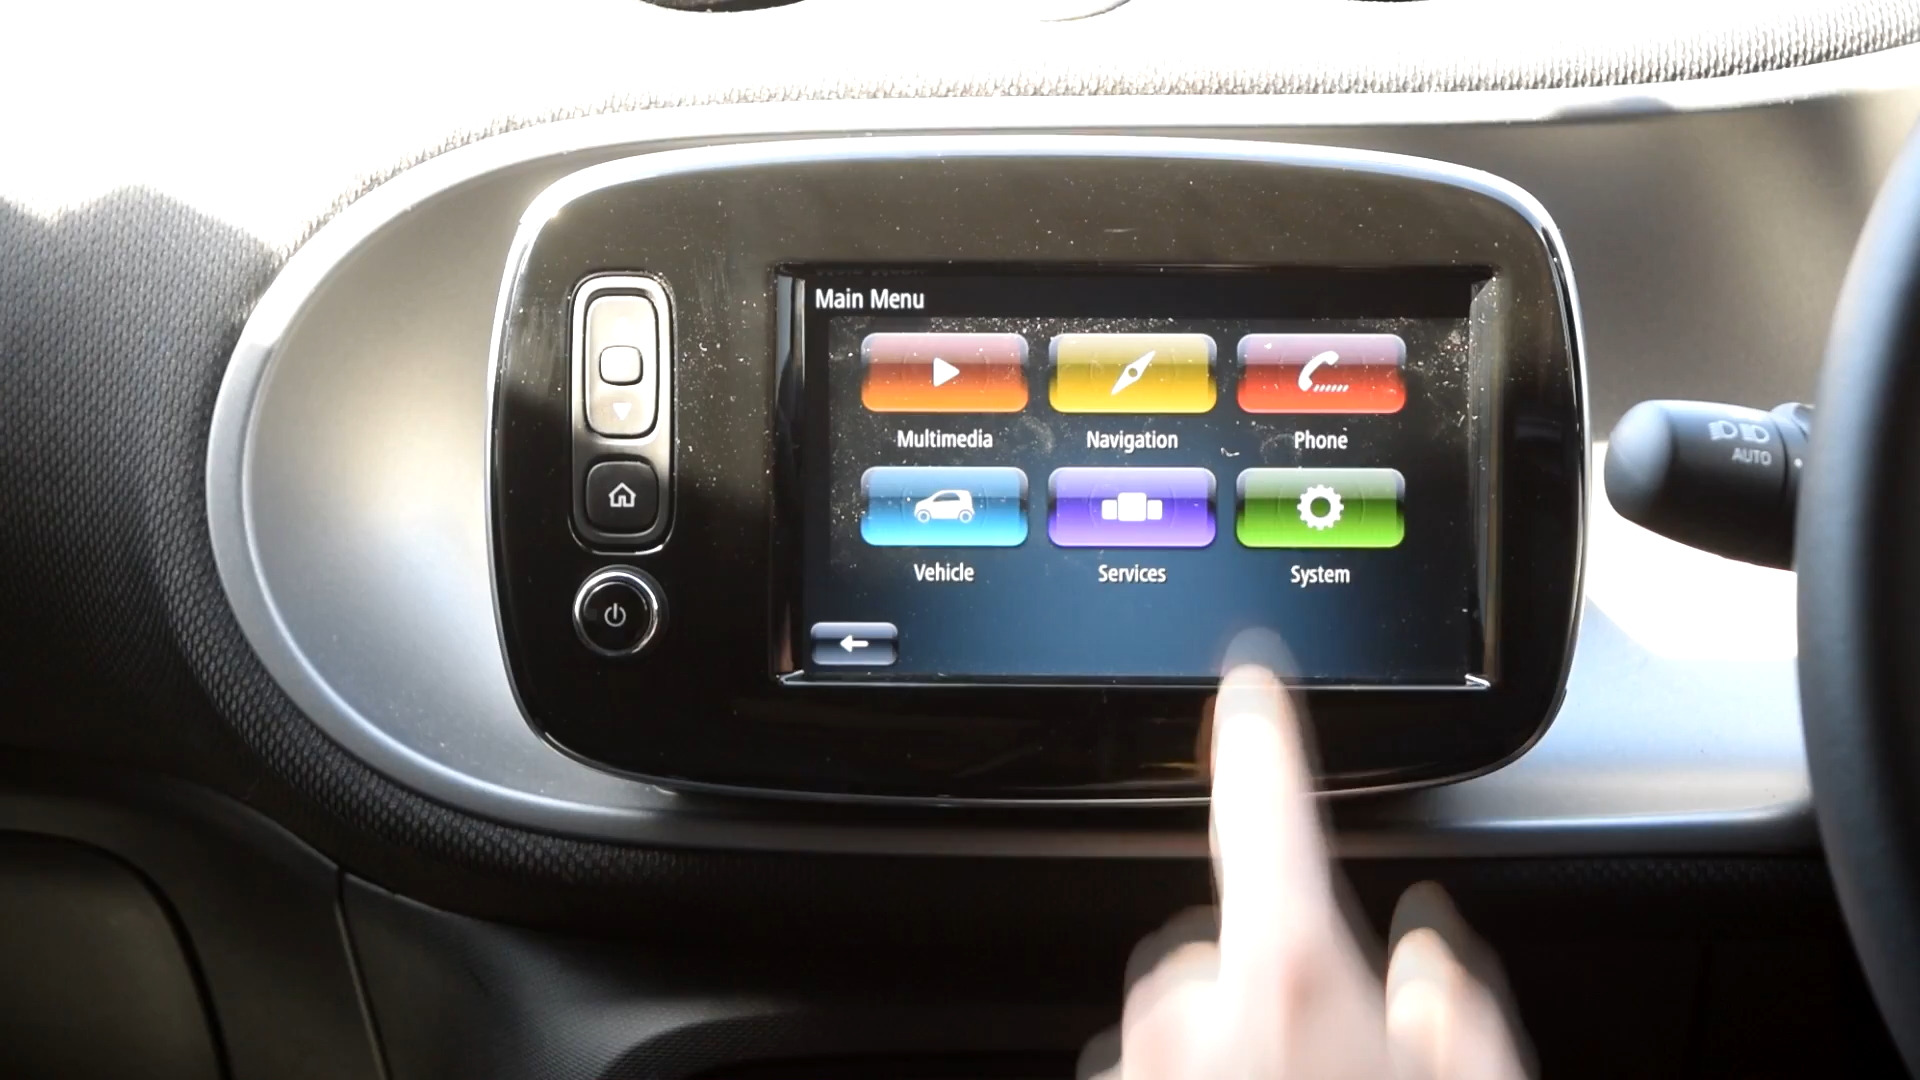 Main Menu
Multimedia Navigation Phone
Vehicle Services System
AUTO